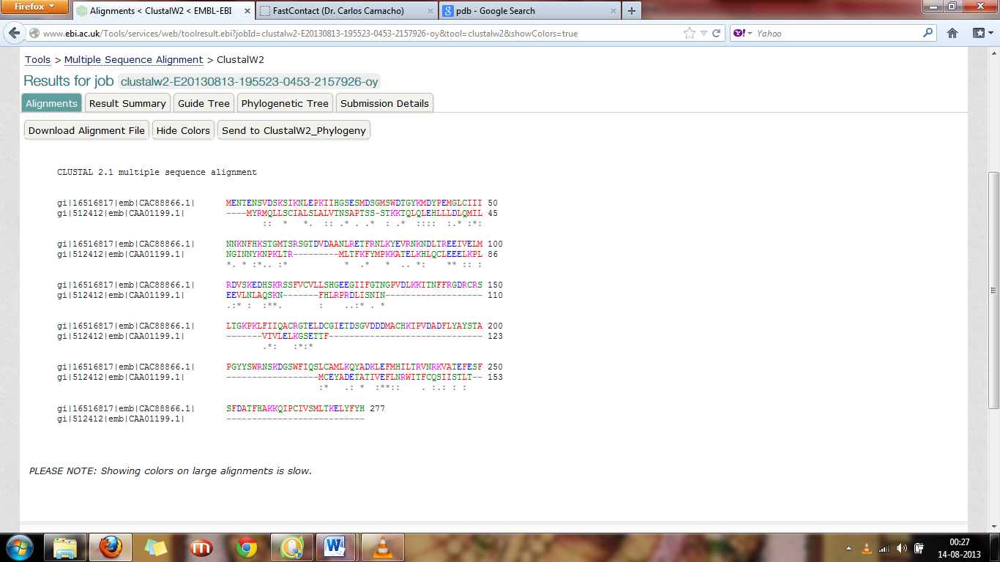 Firefox
Alignments < ClustalW2 < EMBL-EBI
FastContact (Dr. Carlos Camacho)
pdb - Google Search
www.ebi.ac.uk/Tools/services/web/toolresult.ebi?jobId=clustalw2-E20130813-195523-0453-2157926-oy&tool=clustalw2&showColors=true
Yahoo
Tools > Multiple Sequence Alignment > ClustalW2
Results for job clustalw2-E20130813-195523-0453-2157926-oy
Alignments Result Summary Guide Tree Phylogenetic Tree Submission Details
Download Alignment File Hide Colors Send to ClustalW2_Phylogeny
CLUSTAL 2.1 multiple sequence alignment
gi|16516817|emb|CAC88866.1| MENTENSVDSKSIKNLEPKIIHGSESMDSGMSWDTGYKMDYPEMGLCIII 50
gi|512412|emb|CAA01199.1| ----MYRMQLLSCIALSLALVTNSAPTSS-STKKTQLQLEHLLLDLQMIL 45
:: * *. :: .* . .* : .* :::: :.* :*:
gi|16516817|emb|CAC88866.1| NNKNFHKSTGMTSRSGTDVDAANLRETFRNLKYEVRNKNDLTREEIVELM 100
gi|512412|emb|CAA01199.1| NGINNYKNPKLTR---------MLTFKFYMPKKATELKHLQCLEEELKPL 86
*. * :*.. :* * .* * .. *: ** :: :
gi|16516817|emb|CAC88866.1| RDVSKEDHSKRSSFVCVLLSHGEEGIIFGTNGPVDLKKITNFFRGDRCRS 150
gi|512412|emb|CAA01199.1| EEVLNLAQSKN-------FHLRPRDLISNIN------------------- 110
.:* : :**. : ..:* . *
gi|16516817|emb|CAC88866.1| LTGKPKLFIIQACRGTELDCGIETDSGVDDDMACHKIPVDADFLYAYSTA 200
gi|512412|emb|CAA01199.1| -------VIVLELKGSETTF------------------------------ 123
.*: :*:*
gi|16516817|emb|CAC88866.1| PGYYSWRNSKDGSWFIQSLCAMLKQYADKLEFMHILTRVNRKVATEFESF 250
gi|512412|emb|CAA01199.1| ------------------MCEYADETATIVEFLNRWITFCQSIISTLT-- 153
:* .: * :**:: . :.: : :
gi|16516817|emb|CAC88866.1| SFDATFHAKKQIPCIVSMLTKELYFYH 277
gi|512412|emb|CAA01199.1| ---------------------------
PLEASE NOTE: Showing colors on large alignments is slow.
00:27
14-08-2013